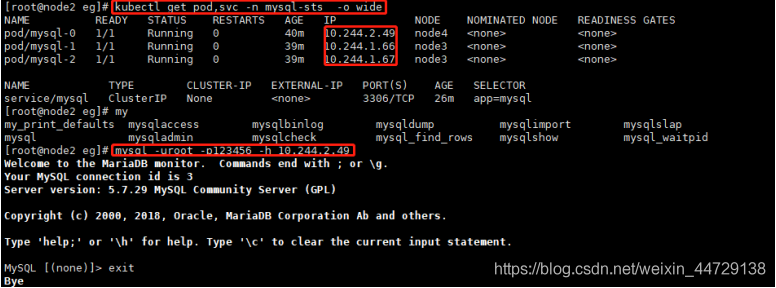 [root@node2 eg]# kubectl get pod,svc -n mysql-sts  -o wide
NAME          READY   STATUS    RESTARTS   AGE   IP            NODE    NOMINATED NODE   READINESS GATES
pod/mysql-0   1/1     Running   0          40m   10.244.2.49   node4   <none>           <none>
pod/mysql-1   1/1     Running   0          39m   10.244.1.66   node3   <none>           <none>
pod/mysql-2   1/1     Running   0          39m   10.244.1.67   node3   <none>           <none>
NAME            TYPE        CLUSTER-IP   EXTERNAL-IP   PORT(S)    AGE   SELECTOR
service/mysql   ClusterIP   None         <none>        3306/TCP   26m   app=mysql
[root@node2 eg]# my
my_print_defaults  mysqlaccess        mysqlbinlog        mysqldump          mysqlimport        mysqlslap
mysql              mysqladmin         mysqlcheck         mysql_find_rows    mysqlshow          mysql_waitpid
[root@node2 eg]# mysql -uroot -p123456 -h 10.244.2.49
Welcome to the MariaDB monitor.  Commands end with ; or \g.
Your MySQL connection id is 3
Server version: 5.7.29 MySQL Community Server (GPL)
Copyright (c) 2000, 2018, Oracle, MariaDB Corporation Ab and others.
Type 'help;' or '\h' for help. Type '\c' to clear the current input statement.
MySQL [(none)]> exit
Bye
https://blog.csdn.net/weixin_44729138